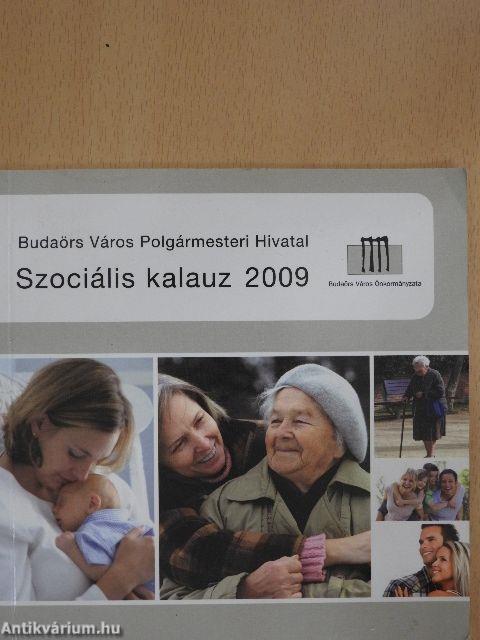 Budaörs Város Polgármesteri Hivatal
Szociális kalauz 2009
Budaörs Város Önkormányzata
Antikvárium.hu